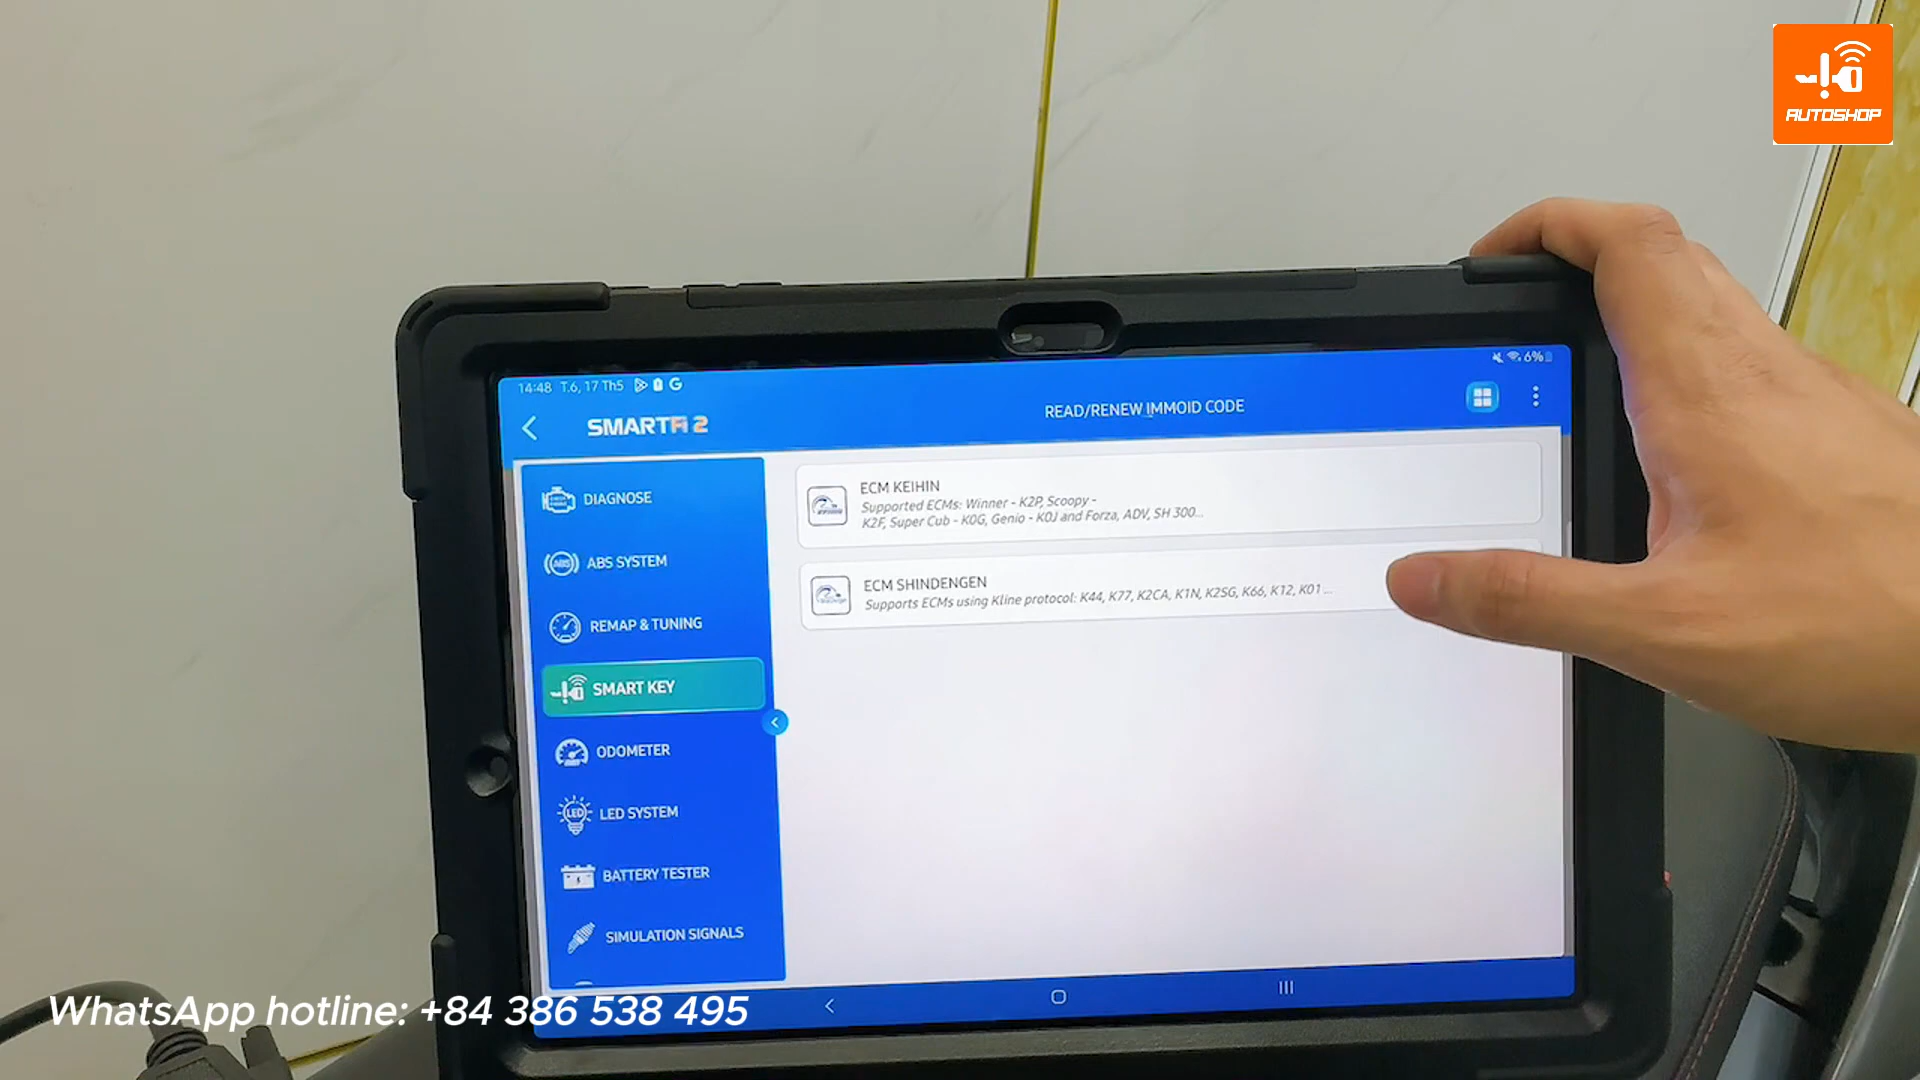 AUTOSHOP
14:48 T.6, 17 Th5
6%
SMARTFi 2
READ/RENEW IMMOID CODE
DIAGNOSE
ABS SYSTEM
REMAP & TUNING
SMART KEY
ODOMETER
LED SYSTEM
BATTERY TESTER
SIMULATION SIGNALS
ECM KEIHIN
Supported ECMs: Winner - K2P, Scoopy -
K2F, Super Cub - K0G, Genio - K0J and Forza, ADV, SH 300...
ECM SHINDENGEN
Supports ECMs using Kline protocol: K44, K77, K2CA, K1N, K2SG, K66, K12, K01 ...
WhatsApp hotline: +84 386 538 495